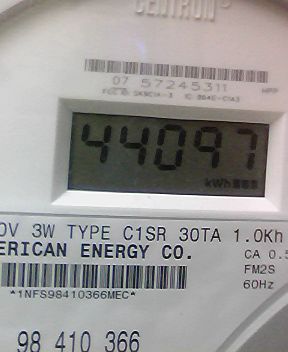 CENTRON®
07 57245311
44097
kWh
0V 3W TYPE C1SR 30TA 1.0Kh
ERICAN ENERGY CO.
CA 0.5
FM2S
*1NFS98410366MEC*
60Hz
98 410 366